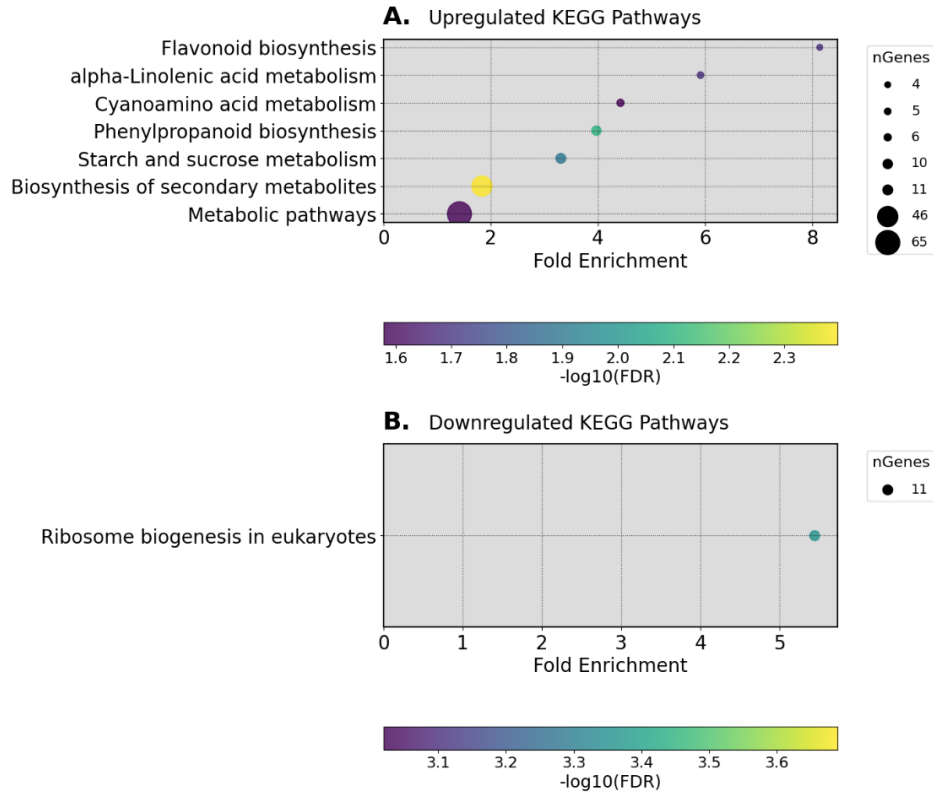 A. Upregulated KEGG Pathways
Flavonoid biosynthesis
alpha-Linolenic acid metabolism
Cyanoamino acid metabolism
Phenylpropanoid biosynthesis
Starch and sucrose metabolism
Biosynthesis of secondary metabolites
Metabolic pathways
0 2 4 6 8
Fold Enrichment
nGenes
4
5
6
10
11
46
65
1.6 1.7 1.8 1.9 2.0 2.1 2.2 2.3
-log10(FDR)
B. Downregulated KEGG Pathways
Ribosome biogenesis in eukaryotes
0 1 2 3 4 5
Fold Enrichment
nGenes
11
3.1 3.2 3.3 3.4 3.5 3.6
-log10(FDR)